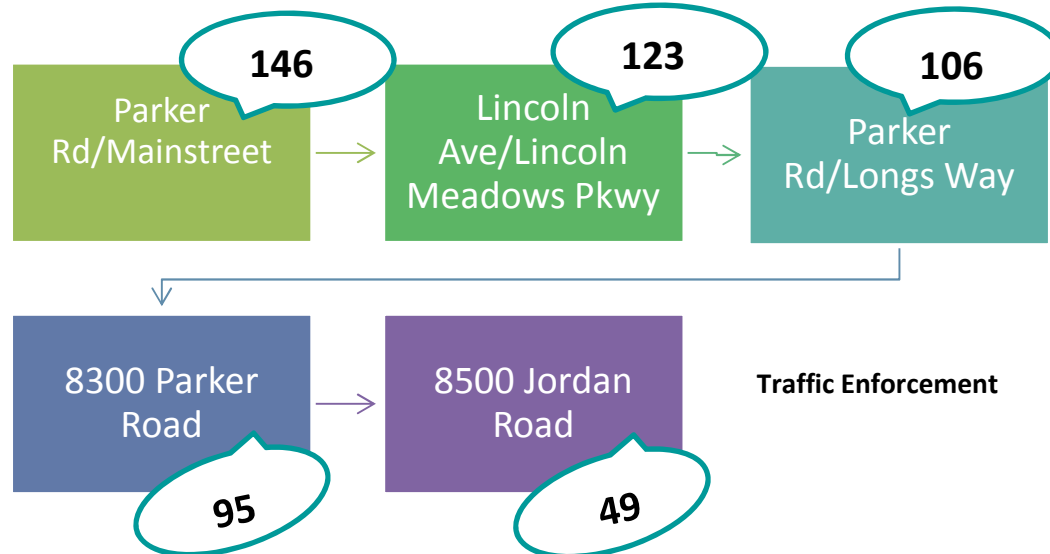 146
Parker
Rd/Mainstreet
123
Lincoln
Ave/Lincoln
Meadows Pkwy
106
Parker
Rd/Longs Way
8300 Parker
Road
95
8500 Jordan
Road
49
Traffic Enforcement